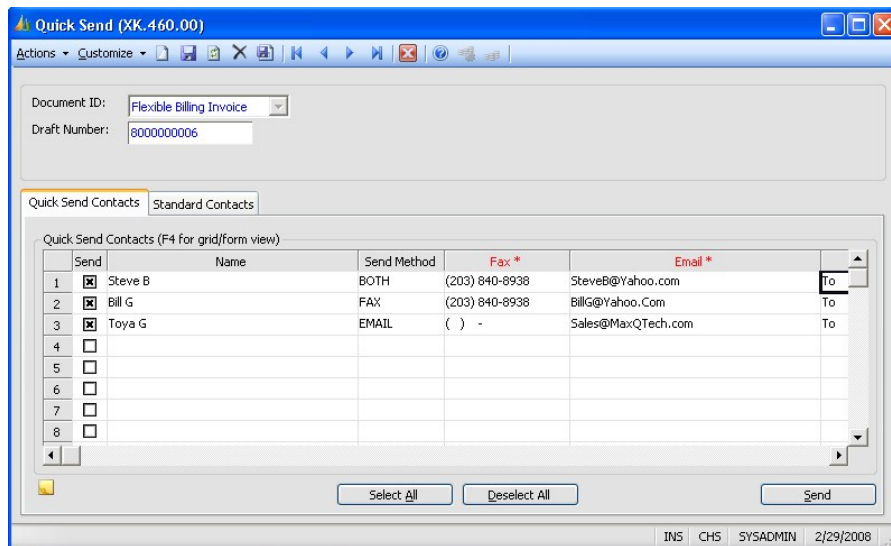 Quick Send (XK.460.00)
Actions Customize
Document ID: Flexible Billing Invoice
Draft Number: 8000000006
Quick Send Contacts Standard Contacts
Quick Send Contacts (F4 for grid/form view)
Send Name Send Method Fax * Email *
1 Steve B BOTH (203) 840-8938 SteveB@Yahoo.com To
2 Bill G FAX (203) 840-8938 BillG@Yahoo.Com To
3 Toya G EMAIL ( ) - Sales@MaxQTech.com To
4
5
6
7
8
Select All Deselect All Send
INS CHS SYSADMIN 2/29/2008